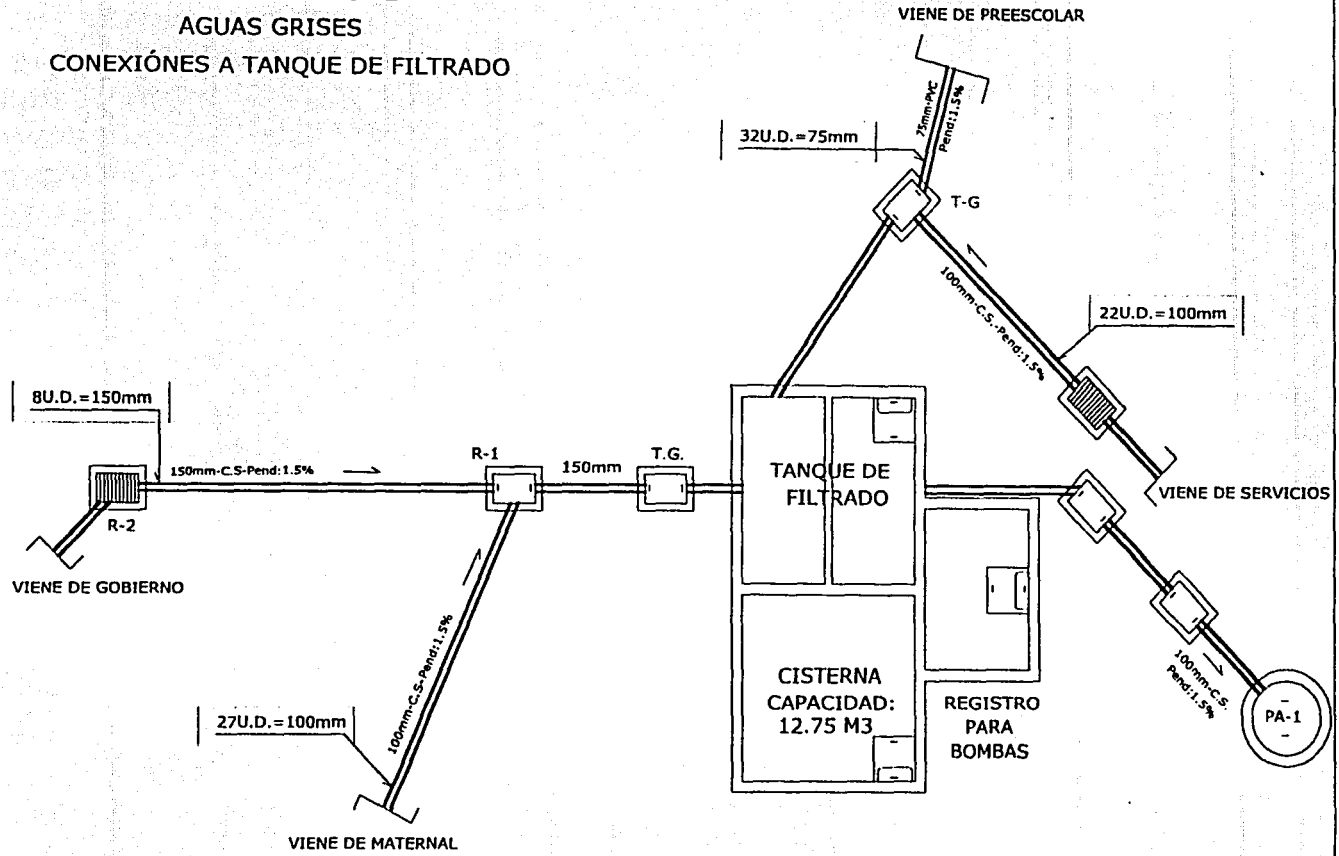 AGUAS GRISES
CONEXIÓNES A TANQUE DE FILTRADO
VIENE DE PREESCOLAR
75mm-PVC
Pend:1.5%
32U.D.=75mm
T-G
100mm-C.S.-Pend:1.5%
22U.D.=100mm
VIENE DE SERVICIOS
8U.D.=150mm
150mm-C.S-Pend:1.5%
R-2
VIENE DE GOBIERNO
R-1
150mm
T.G.
TANQUE DE
FILTRADO
100mm-C.S-Pend:1.5%
27U.D.=100mm
VIENE DE MATERNAL
CISTERNA
CAPACIDAD:
12.75 M3
REGISTRO
PARA
BOMBAS
100mm-C.S.
Pend:1.5%
PA-1